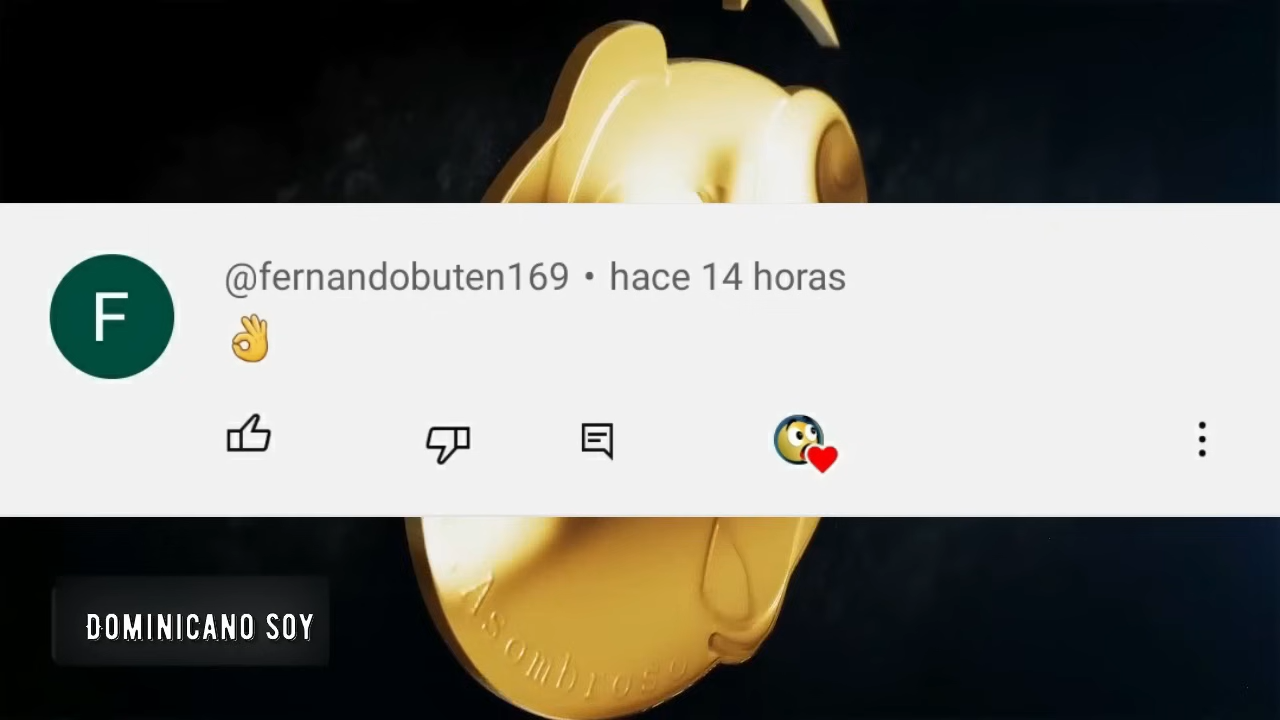 F
@fernandobuten169 • hace 14 horas
👌
DOMINICANO SOY
Asombroso